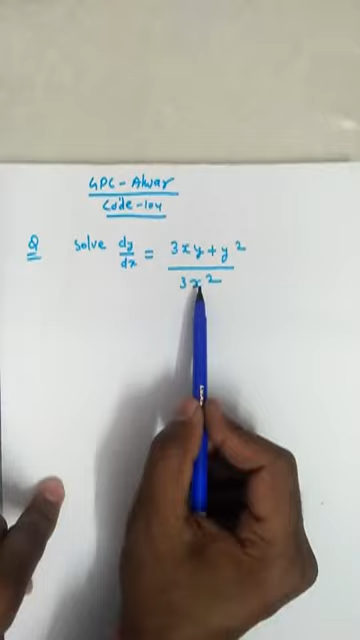 GPC-Alwar
Code-104
Q Solve dy/dx = 3xy+y²/3x²